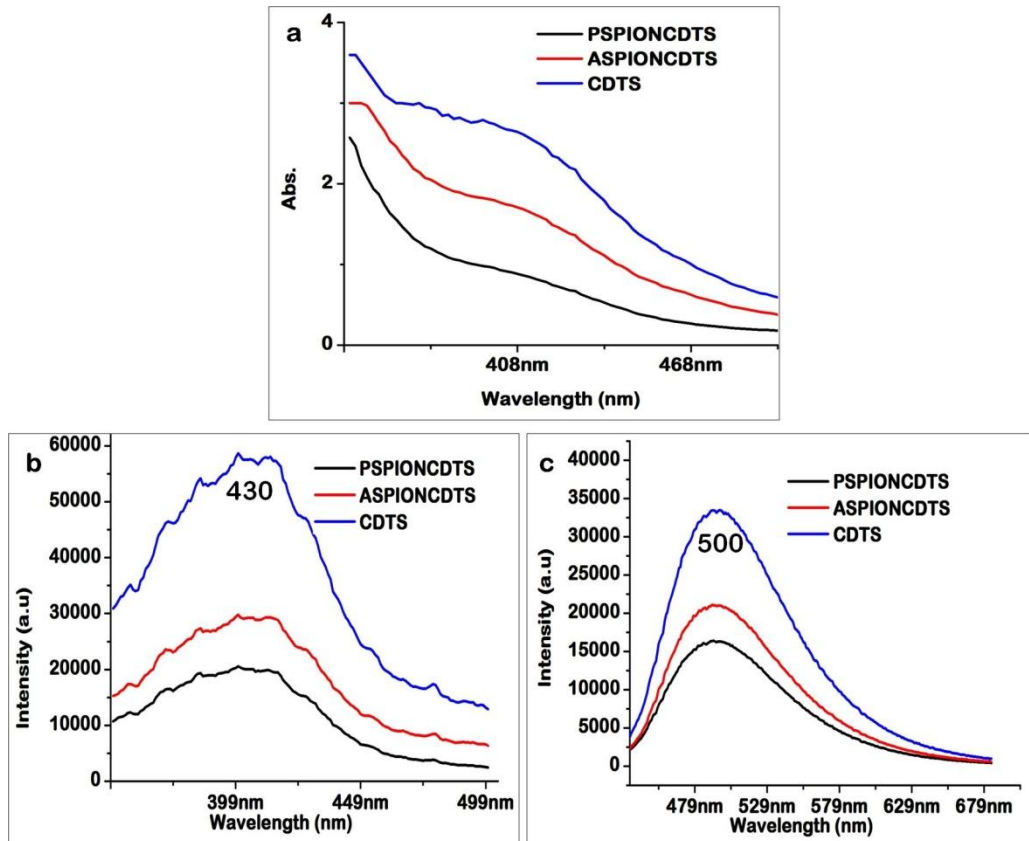 a
4
2
0
Abs.
PSPIONCDTS
ASPIONCDTS
CDTS
408nm
468nm
Wavelength (nm)
b
60000
50000
40000
30000
20000
10000
0
Intensity (a.u)
430
PSPIONCDTS
ASPIONCDTS
CDTS
399nm 449nm 499nm
Wavelength (nm)
c
40000
35000
30000
25000
20000
15000
10000
5000
0
Intensity (a.u)
500
PSPIONCDTS
ASPIONCDTS
CDTS
479nm 529nm 579nm 629nm 679nm
Wavelength (nm)